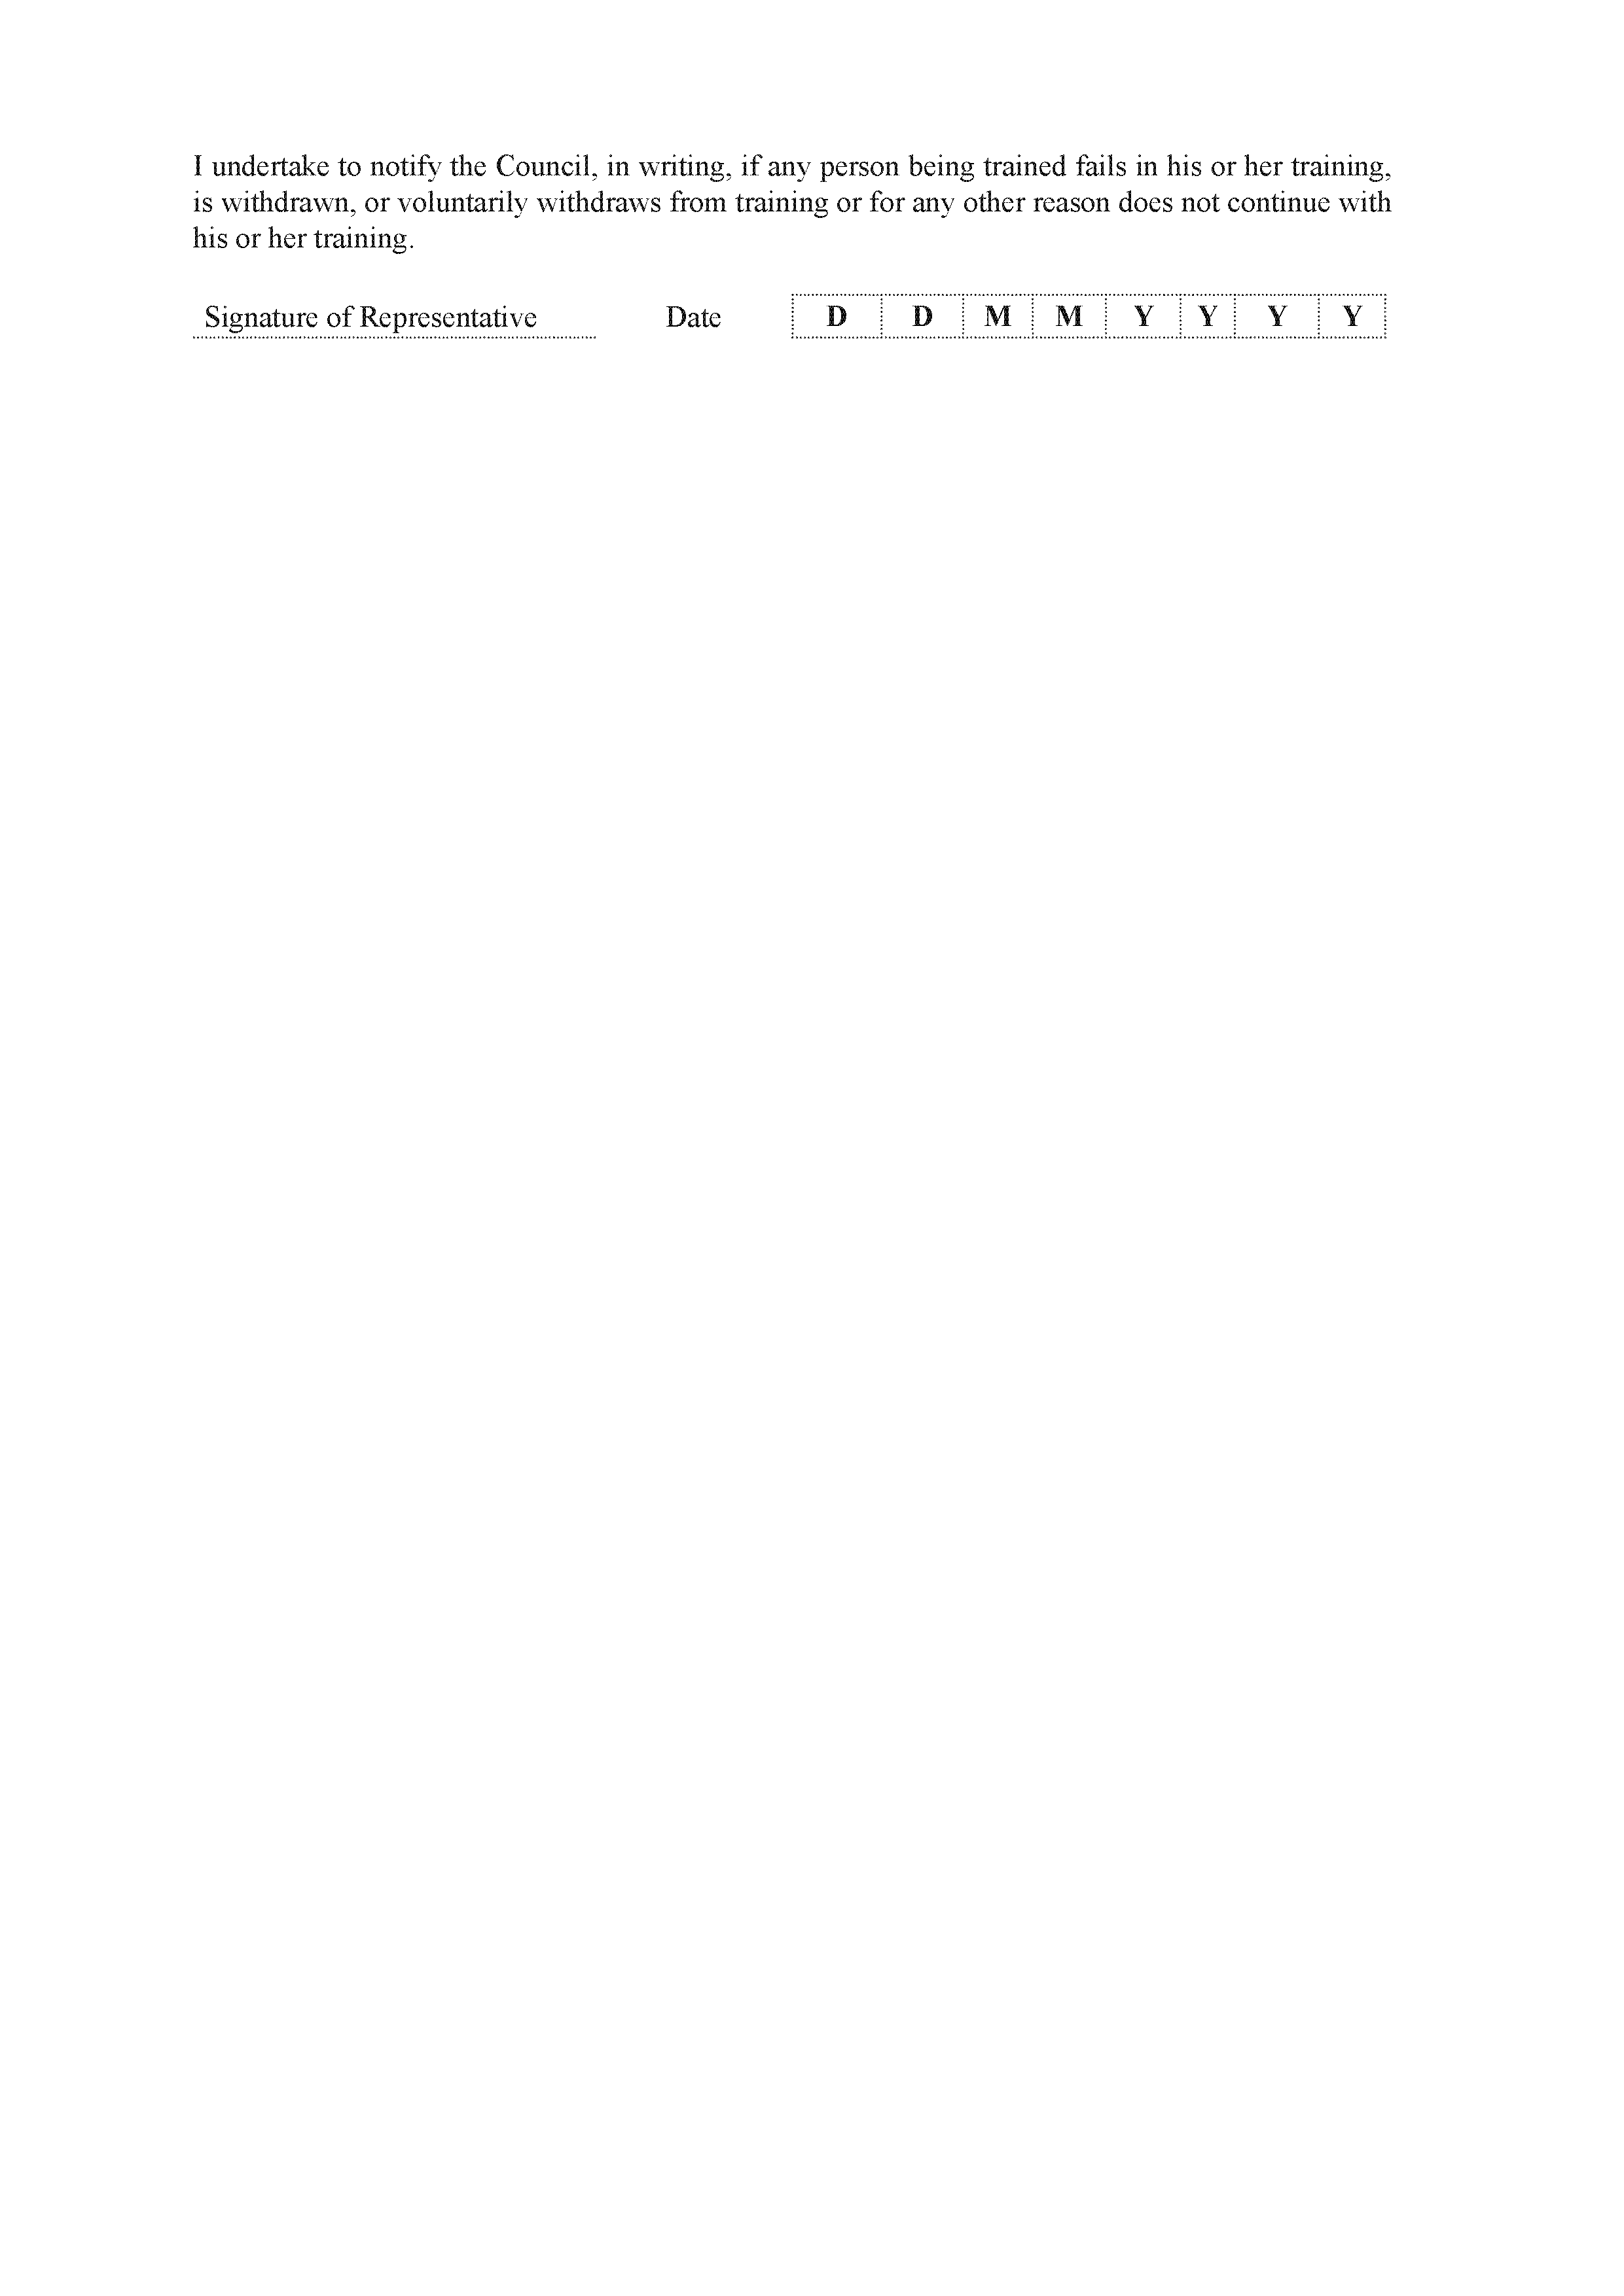 I undertake to notify the Council, in writing, if any person being trained fails in his or her training,
is withdrawn, or voluntarily withdraws from training or for any other reason does not continue with
his or her training.
Signature of Representative Date D D M M Y Y Y Y